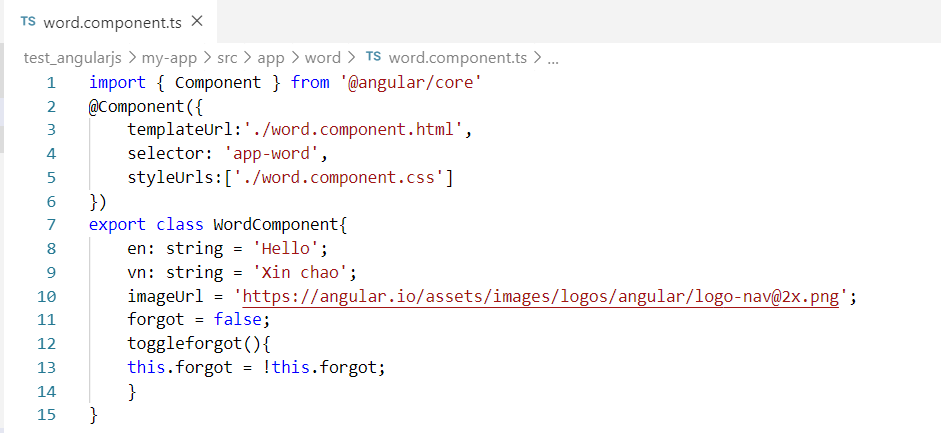 TS word.component.ts ×
test_angularjs > my-app > src > app > word > TS word.component.ts > ...
1 import { Component } from '@angular/core'
2 @Component({
3     templateUrl:'./word.component.html',
4     selector: 'app-word',
5     styleUrls:['./word.component.css']
6 })
7 export class WordComponent{
8     en: string = 'Hello';
9     vn: string = 'Xin chao';
10     imageUrl = 'https://angular.io/assets/images/logos/angular/logo-nav@2x.png';
11     forgot = false;
12     toggleforgot(){
13     this.forgot = !this.forgot;
14     }
15 }